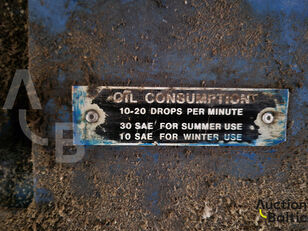 OIL CONSUMPTION
10-20 DROPS PER MINUTE
30 SAE FOR SUMMER USE
10 SAE FOR WINTER USE
Auction
Baltic